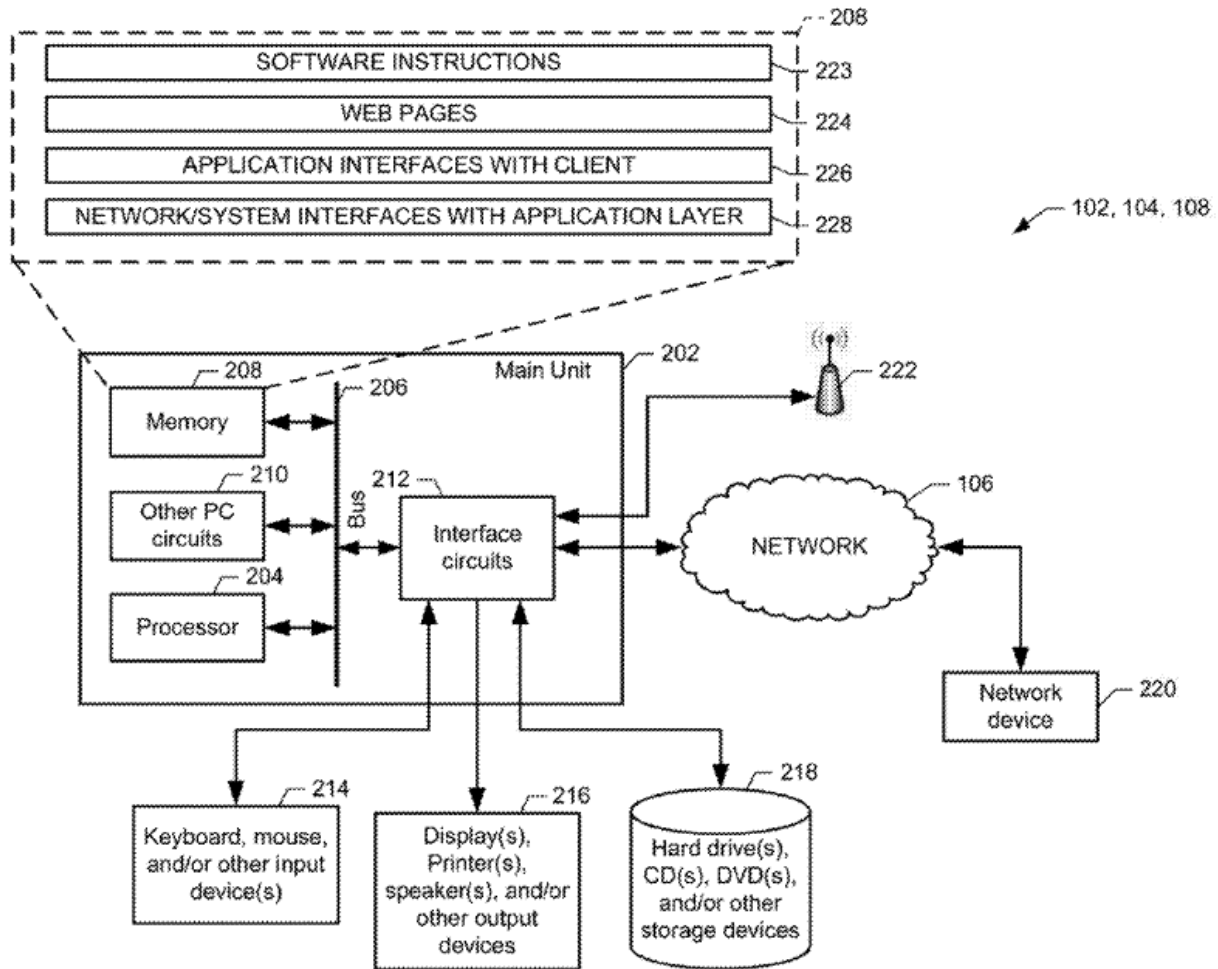 208
SOFTWARE INSTRUCTIONS
223
WEB PAGES
224
APPLICATION INTERFACES WITH CLIENT
226
NETWORK/SYSTEM INTERFACES WITH APPLICATION LAYER
228
102, 104, 108
Main Unit
202
208
Memory
206
222
210
Other PC
circuits
Bus
212
Interface
circuits
106
NETWORK
204
Processor
Network
device
220
214
Keyboard, mouse,
and/or other input
device(s)
216
Display(s),
Printer(s),
speaker(s), and/or
other output
devices
218
Hard drive(s),
CD(s), DVD(s),
and/or other
storage devices